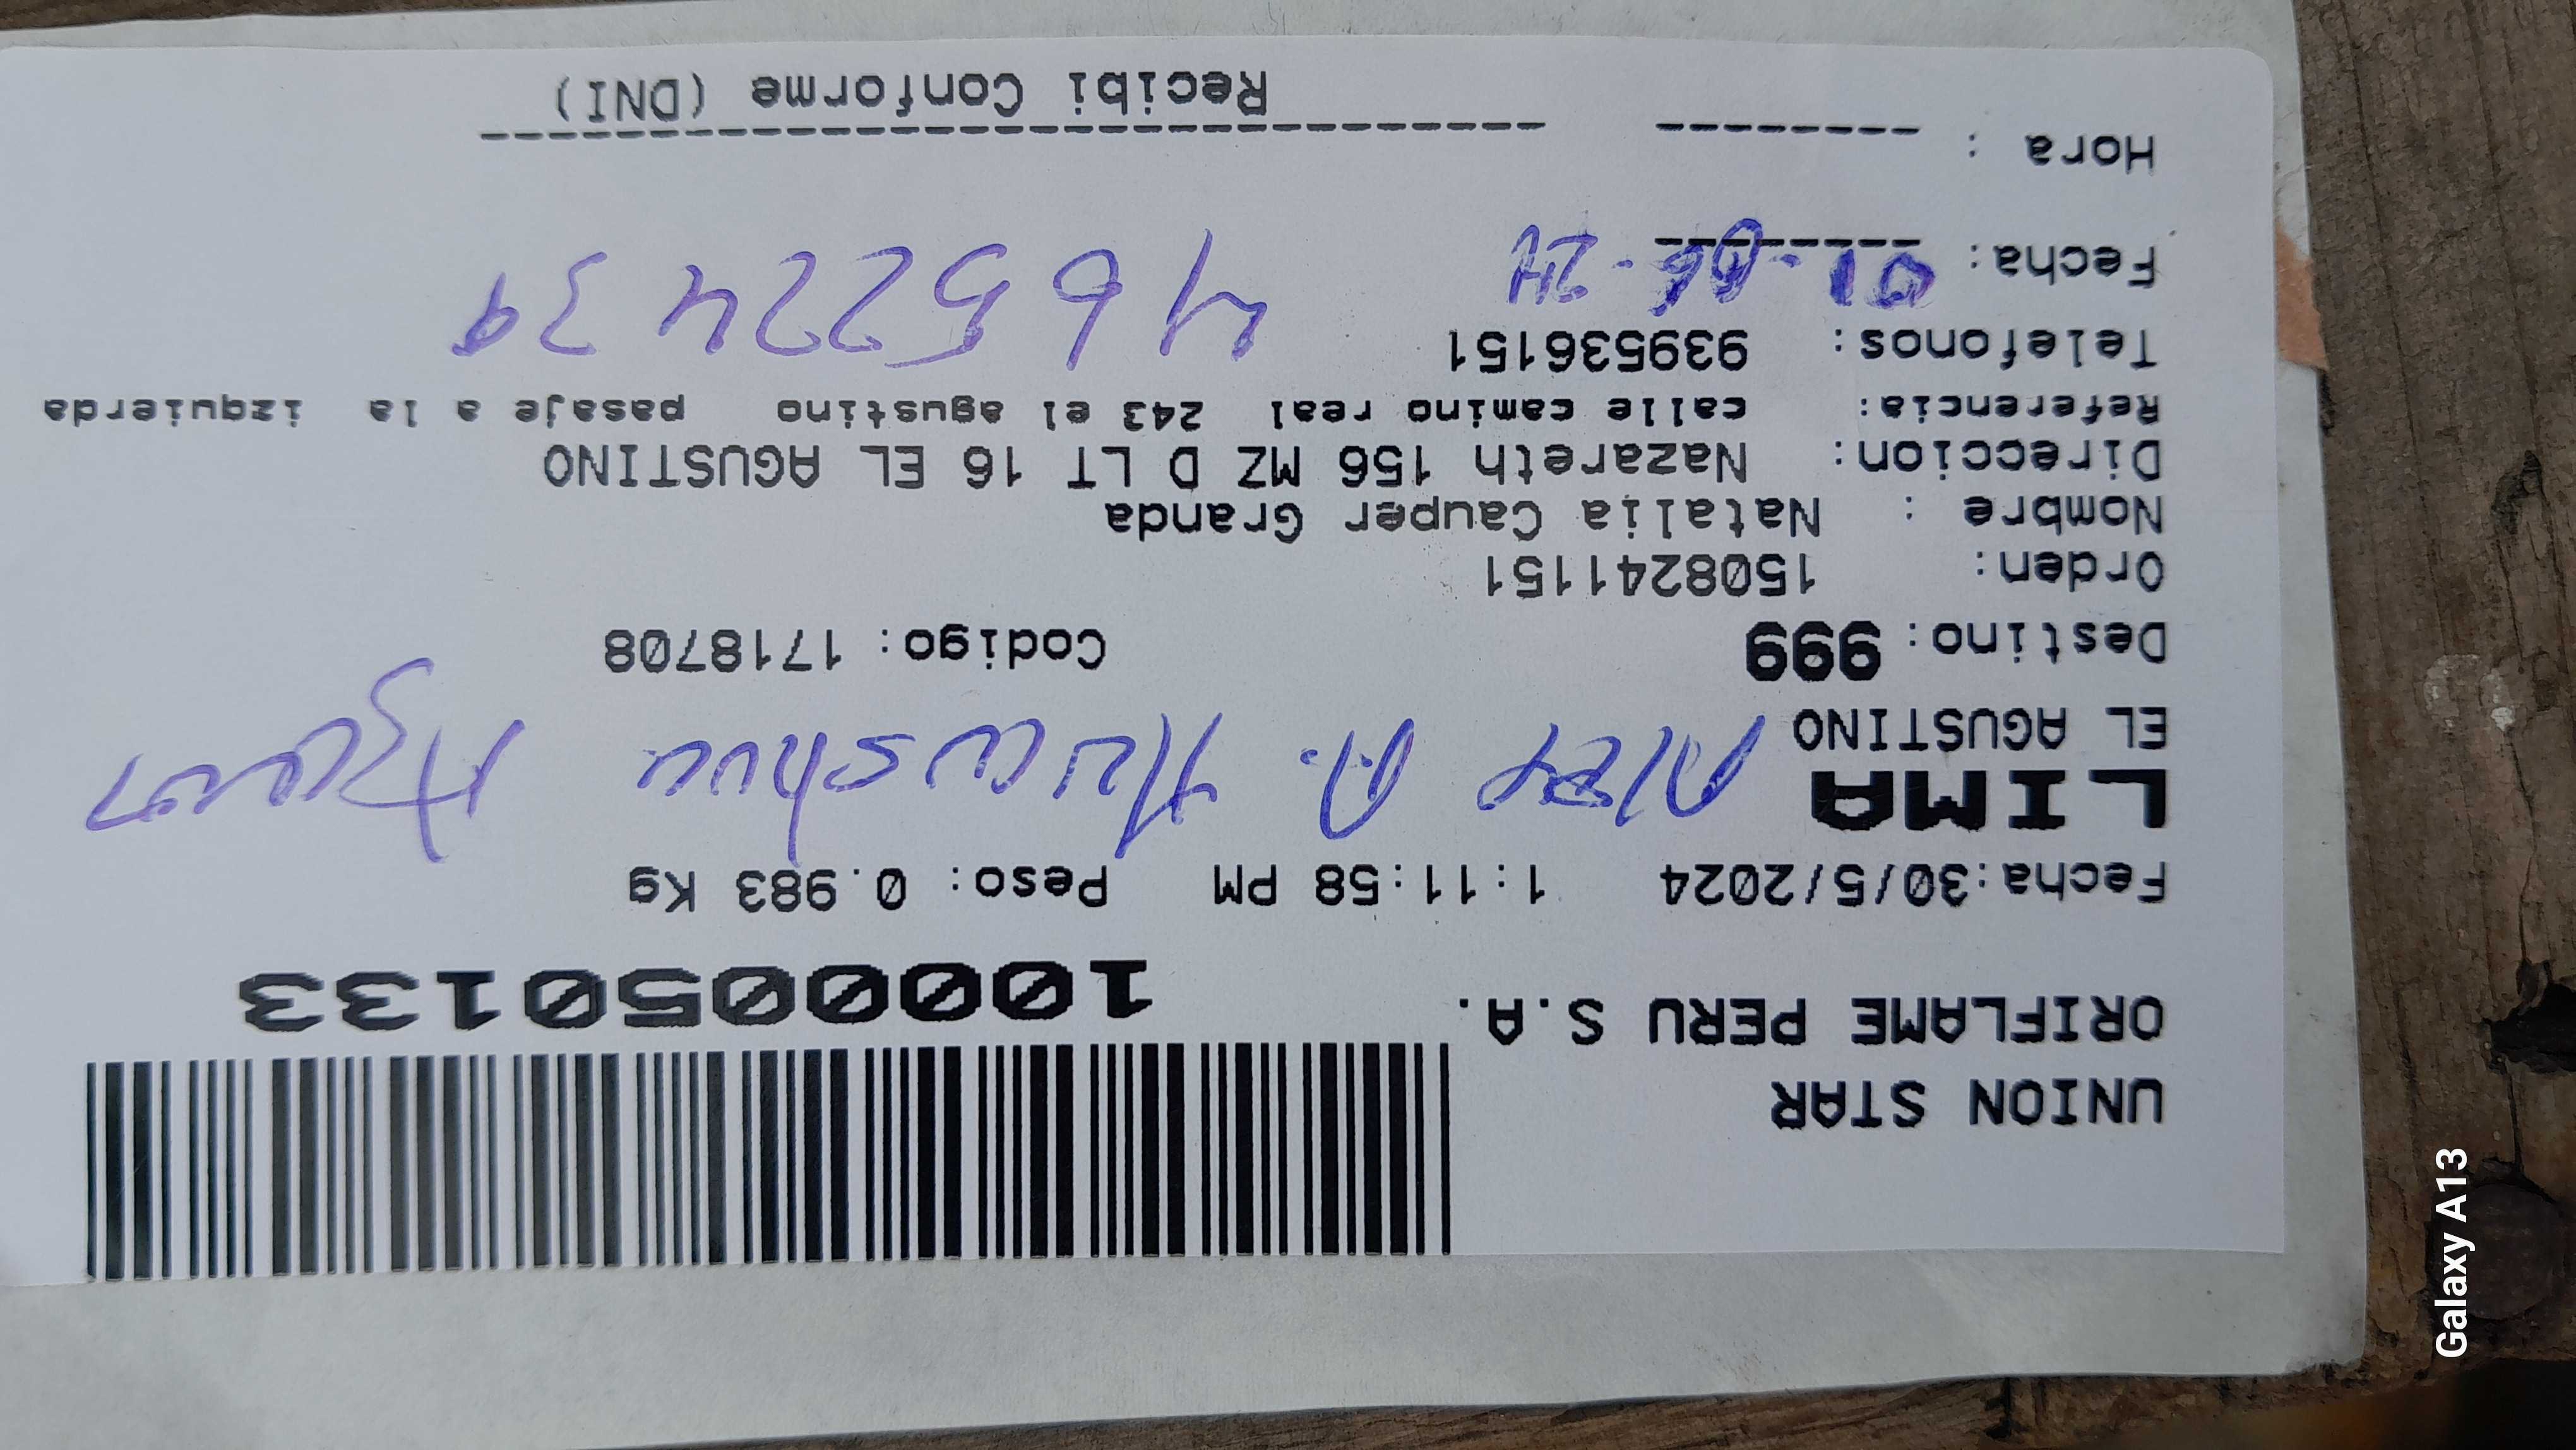 UNION STAR
ORIFLAME PERU S.A.
10000050133
Fecha:30/5/2024 1:11:58 PM Peso: 0.983 Kg
LIMA
EL AGUSTINO
Alex A.
Destino: 999 Codigo: 1718708
Orden: 1508241151
Nombre : Natalia Cauper Granda
Direccion: Nazareth 156 MZ D LT 16 EL AGUSTINO
Referencia: calle camino real 243 el agustino pasaje a la izquierda
Telefonos: 939536151
Fecha: 01-06-24
46522439
Hora :
Recibi Conforme (DNI)
Galaxy A13